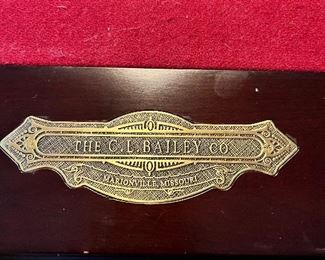 THE C.L. BAILEY CO.
MARIONVILLE, MISSOURI